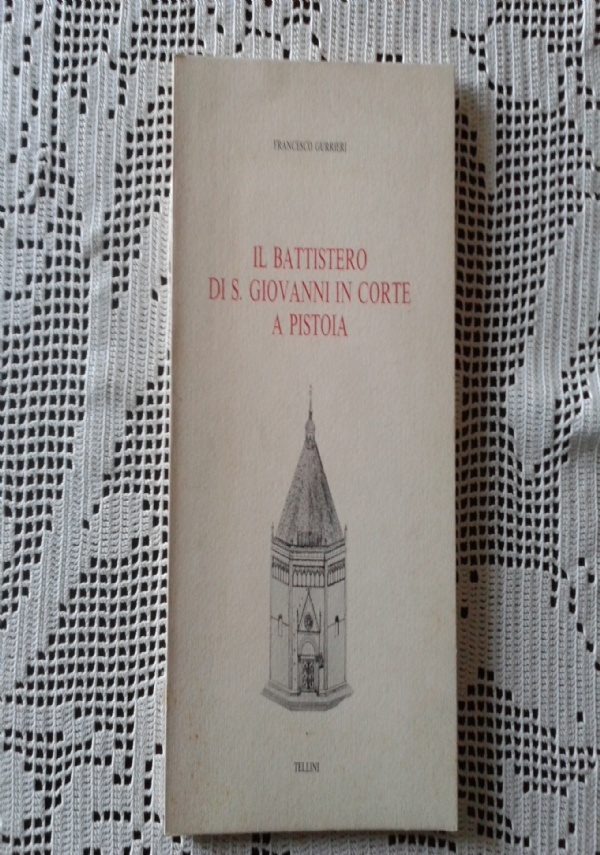 FRANCESCO GURRIERI
IL BATTISTERO
DI S. GIOVANNI IN CORTE
A PISTOIA
TELLINI